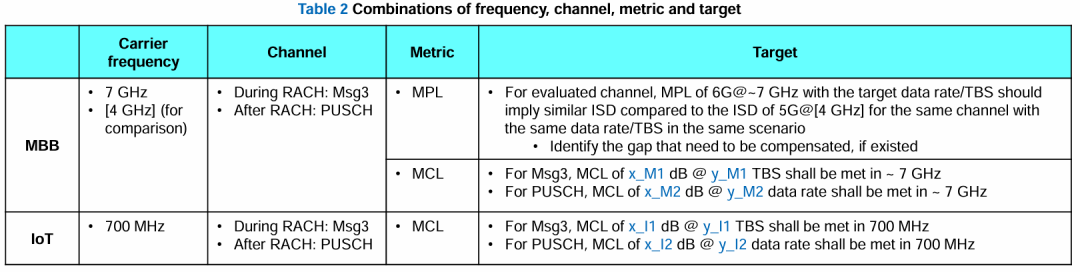 Table 2 Combinations of frequency, channel, metric and target
Carrier
frequency
Channel
Metric
Target
MBB
• 7 GHz
• [4 GHz] (for
comparison)
• During RACH: Msg3
• After RACH: PUSCH
• MPL
• For evaluated channel, MPL of 6G@~7 GHz with the target data rate/TBS should
imply similar ISD compared to the ISD of 5G@[4 GHz] for the same channel with
the same data rate/TBS in the same scenario
• Identify the gap that need to be compensated, if existed
• MCL
• For Msg3, MCL of x_M1 dB @ y_M1 TBS shall be met in ~ 7 GHz
• For PUSCH, MCL of x_M2 dB @ y_M2 data rate shall be met in ~ 7 GHz
IoT
• 700 MHz
• During RACH: Msg3
• After RACH: PUSCH
• MCL
• For Msg3, MCL of x_I1 dB @ y_I1 TBS shall be met in 700 MHz
• For PUSCH, MCL of x_I2 dB @ y_I2 data rate shall be met in 700 MHz